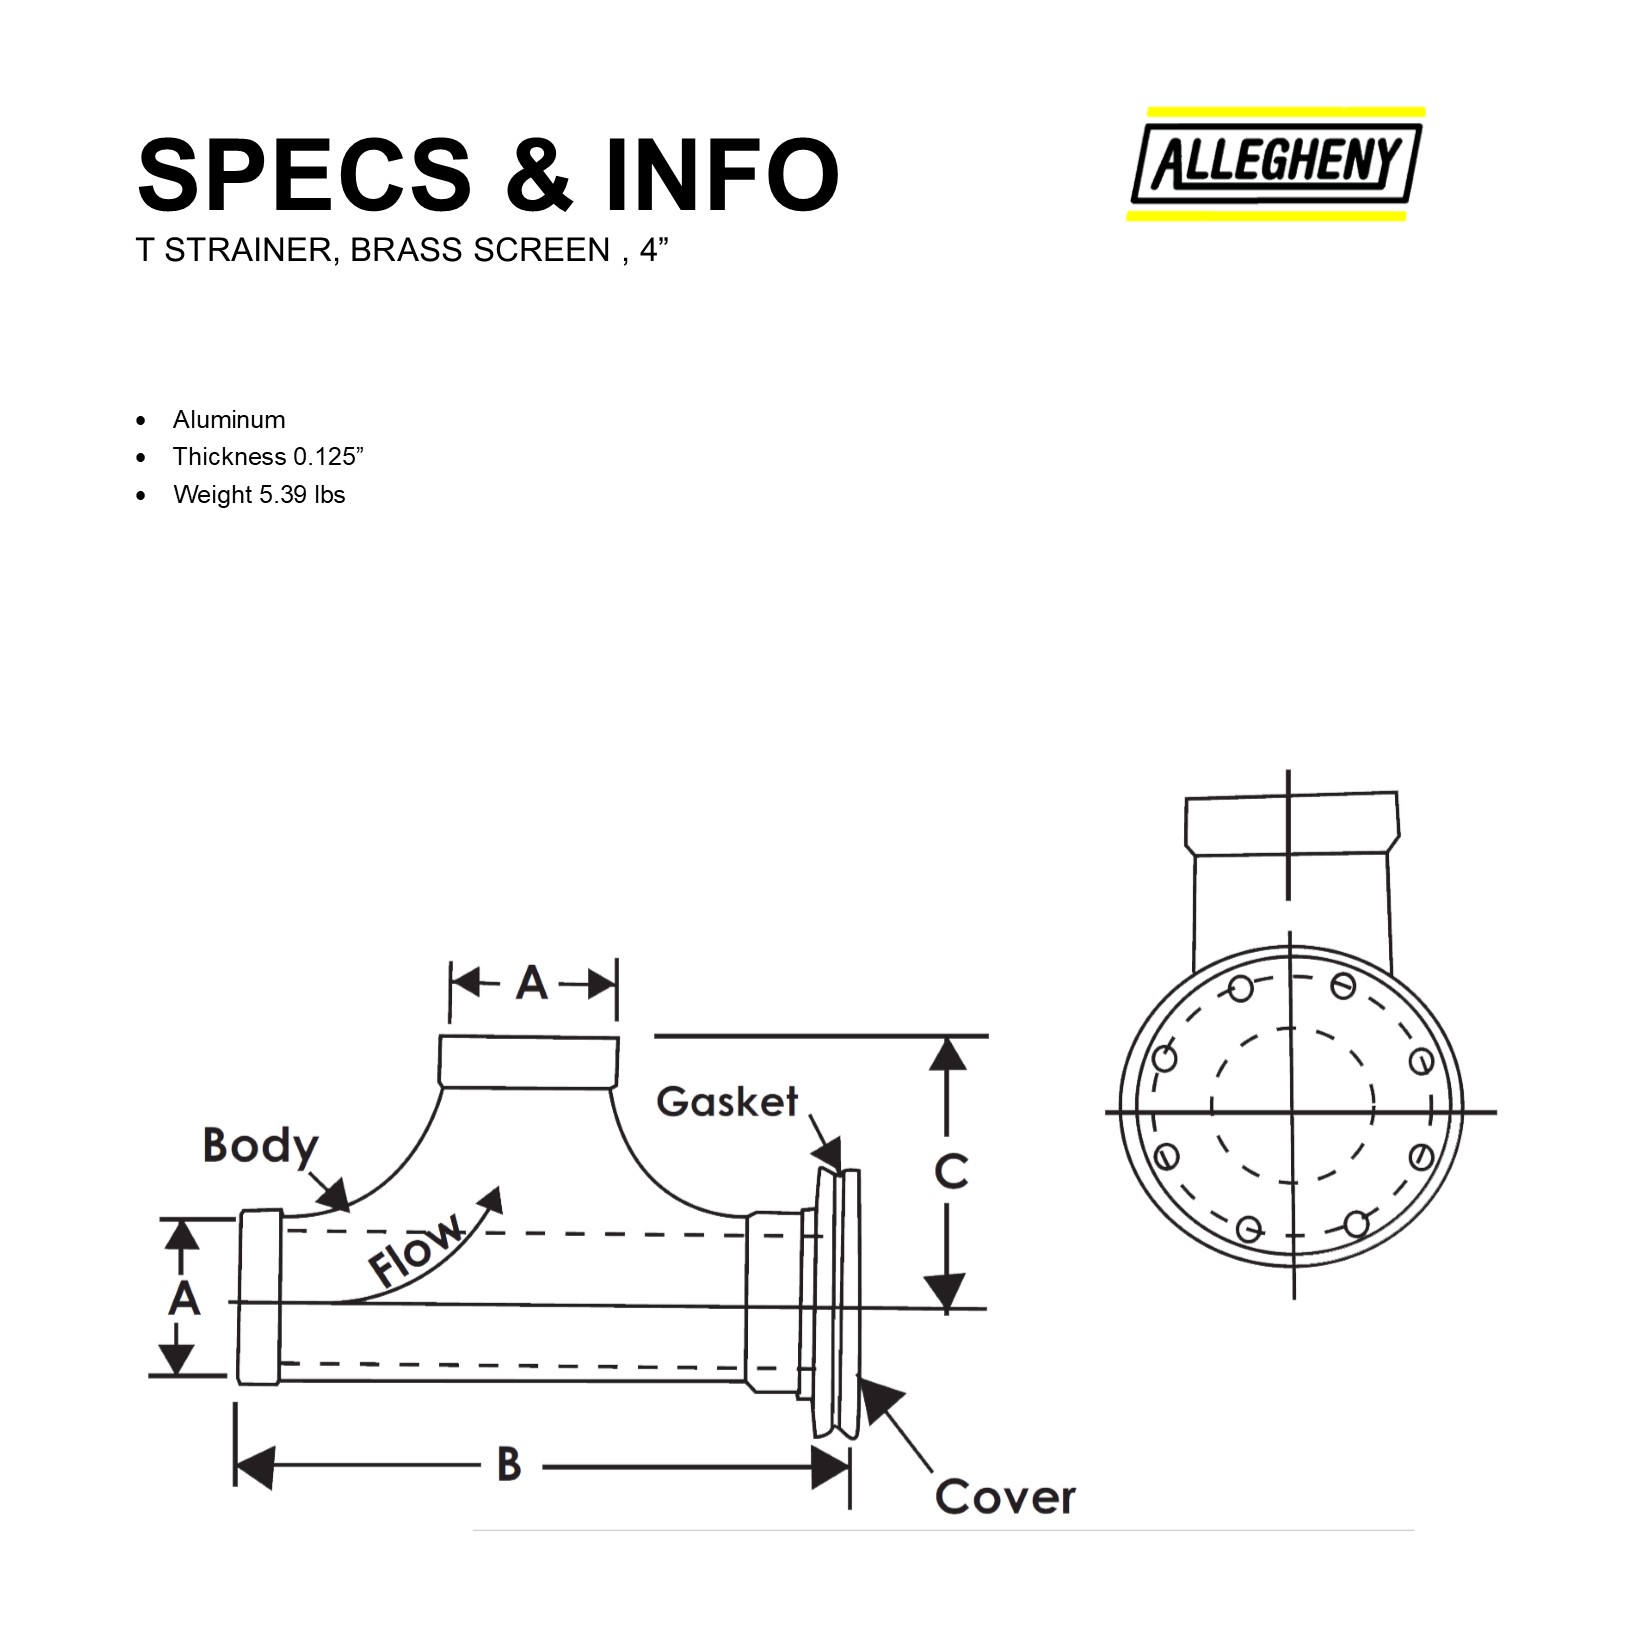 ALLEGHENY
SPECS & INFO
T STRAINER, BRASS SCREEN , 4”
• Aluminum
• Thickness 0.125”
• Weight 5.39 lbs
A
Gasket
Body
C
Flow
A
B
Cover